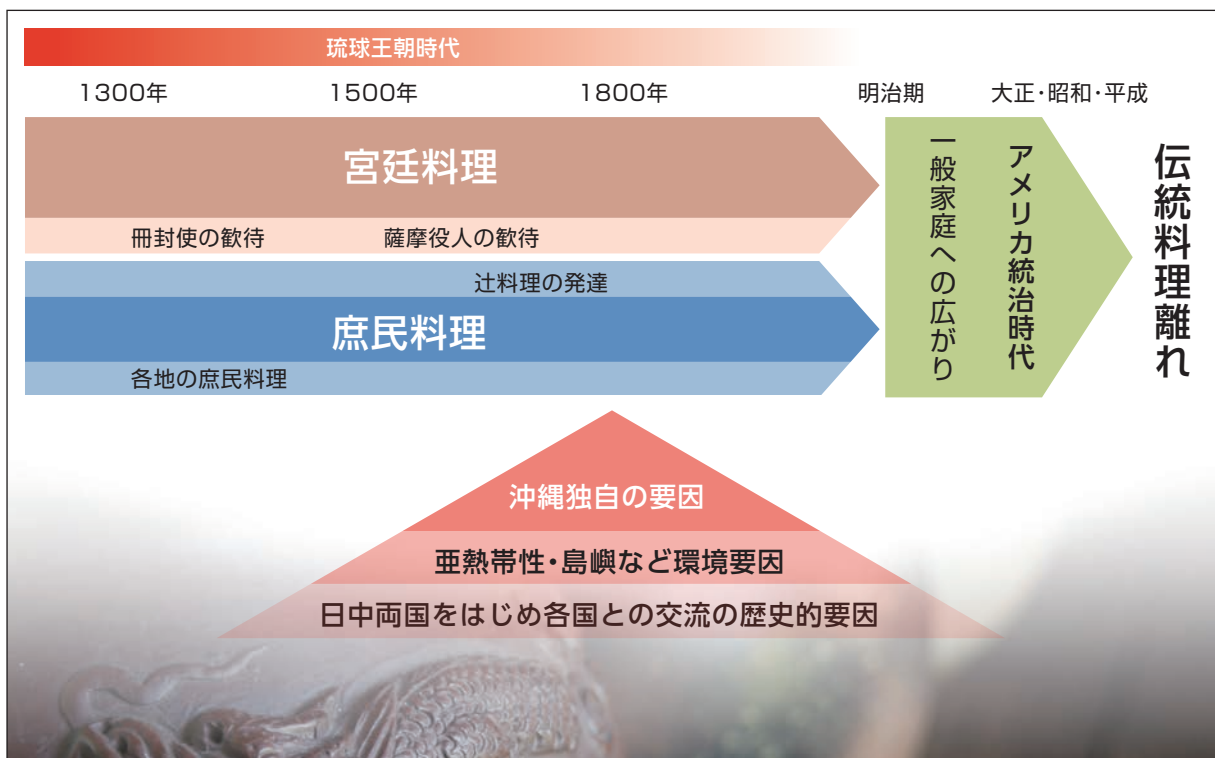 琉球王朝時代
1300年
1500年
1800年
明治期
大正・昭和・平成
宮廷料理
冊封使の歓待
薩摩役人の歓待
辻料理の発達
庶民料理
各地の庶民料理
一般家庭への広がり
アメリカ統治時代
伝統料理離れ
沖縄独自の要因
亜熱帯性・島嶼など環境要因
日中両国をはじめ各国との交流の歴史的要因